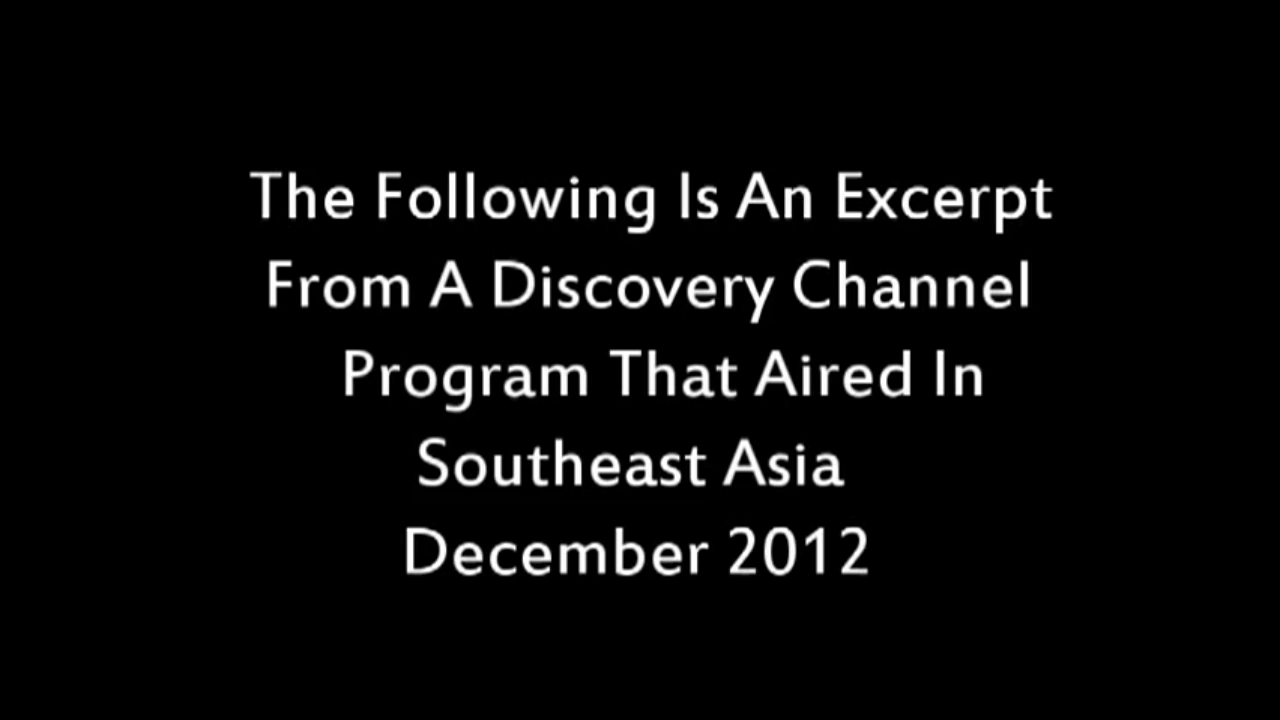 The Following Is An Excerpt
From A Discovery Channel
Program That Aired In
Southeast Asia
December 2012